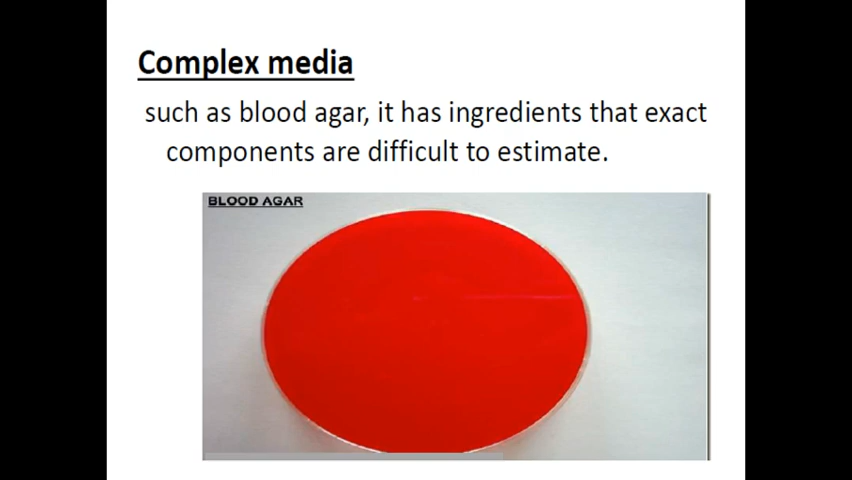 Complex media
such as blood agar, it has ingredients that exact
components are difficult to estimate.
BLOOD AGAR